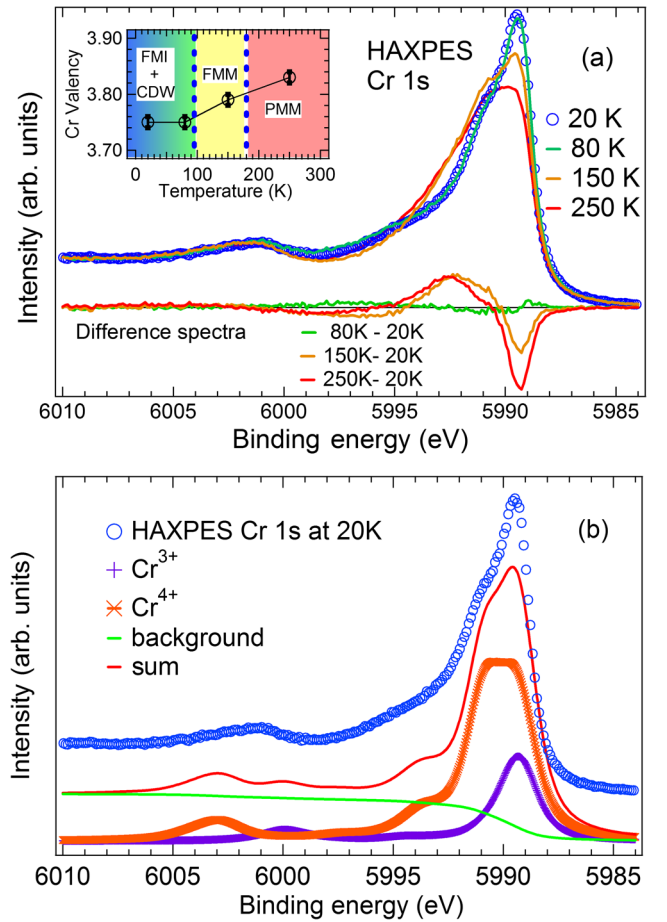 3.90
3.80
3.70
Cr Valency
FMI
+
CDW
FMM
PMM
0
100
200
300
Temperature (K)
HAXPES
Cr 1s
(a)
20 K
80 K
150 K
250 K
Intensity (arb. units)
Difference spectra
80K - 20K
150K- 20K
250K- 20K
6010
6005
6000
5995
5990
5985
Binding energy (eV)
(b)
HAXPES Cr 1s at 20K
Cr³⁺
Cr⁴⁺
background
sum
Intensity (arb. units)
6010
6005
6000
5995
5990
5985
Binding energy (eV)